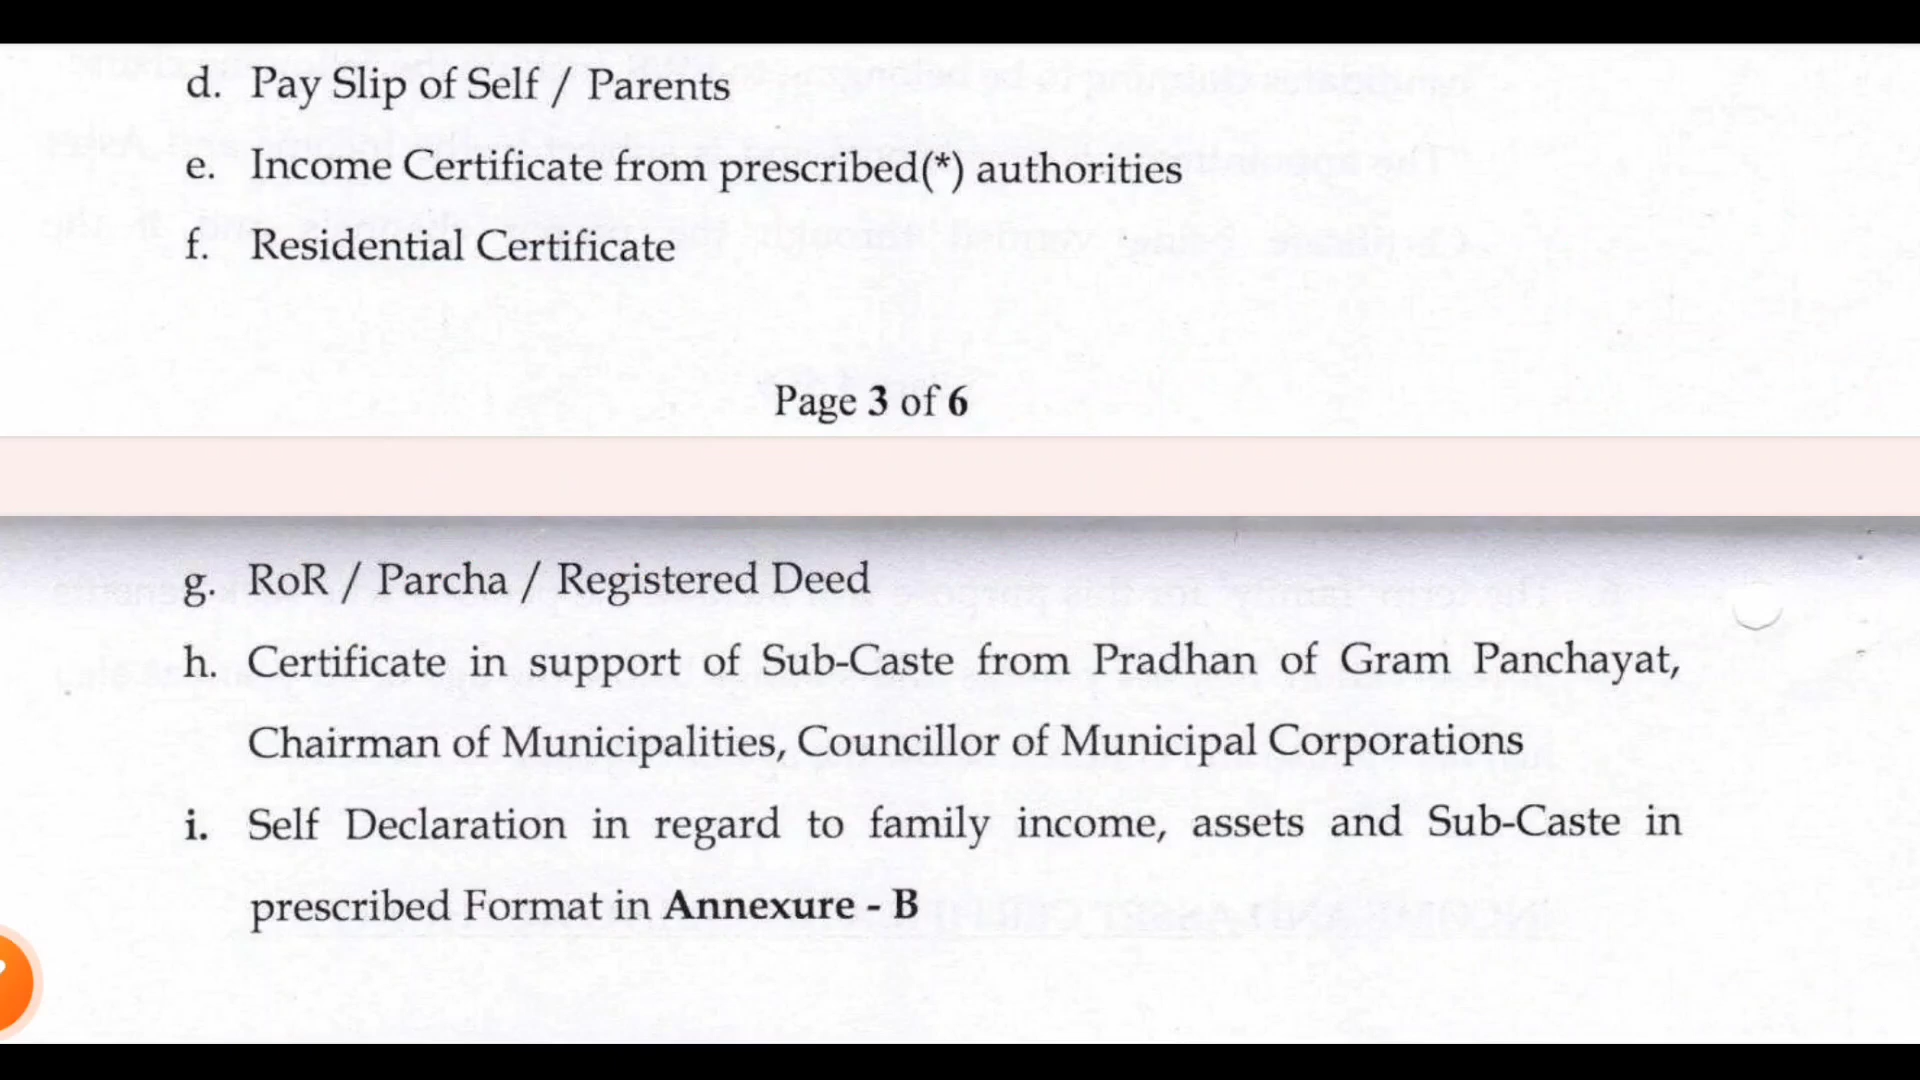 d. Pay Slip of Self / Parents
e. Income Certificate from prescribed(*) authorities
f. Residential Certificate
Page 3 of 6
g. RoR / Parcha / Registered Deed
h. Certificate in support of Sub-Caste from Pradhan of Gram Panchayat,
Chairman of Municipalities, Councillor of Municipal Corporations
i. Self Declaration in regard to family income, assets and Sub-Caste in
prescribed Format in Annexure - B